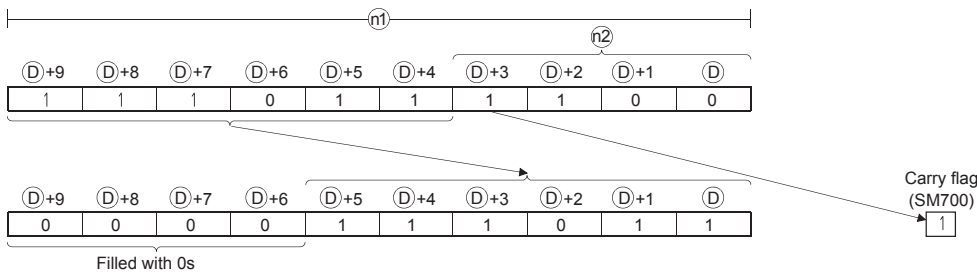 n1
n2
D+9 D+8 D+7 D+6 D+5 D+4 D+3 D+2 D+1 D
1 1 1 0 1 1 1 1 0 0
D+9 D+8 D+7 D+6 D+5 D+4 D+3 D+2 D+1 D
Carry flag
(SM700)
0 0 0 0 1 1 1 0 1 1 1
Filled with 0s